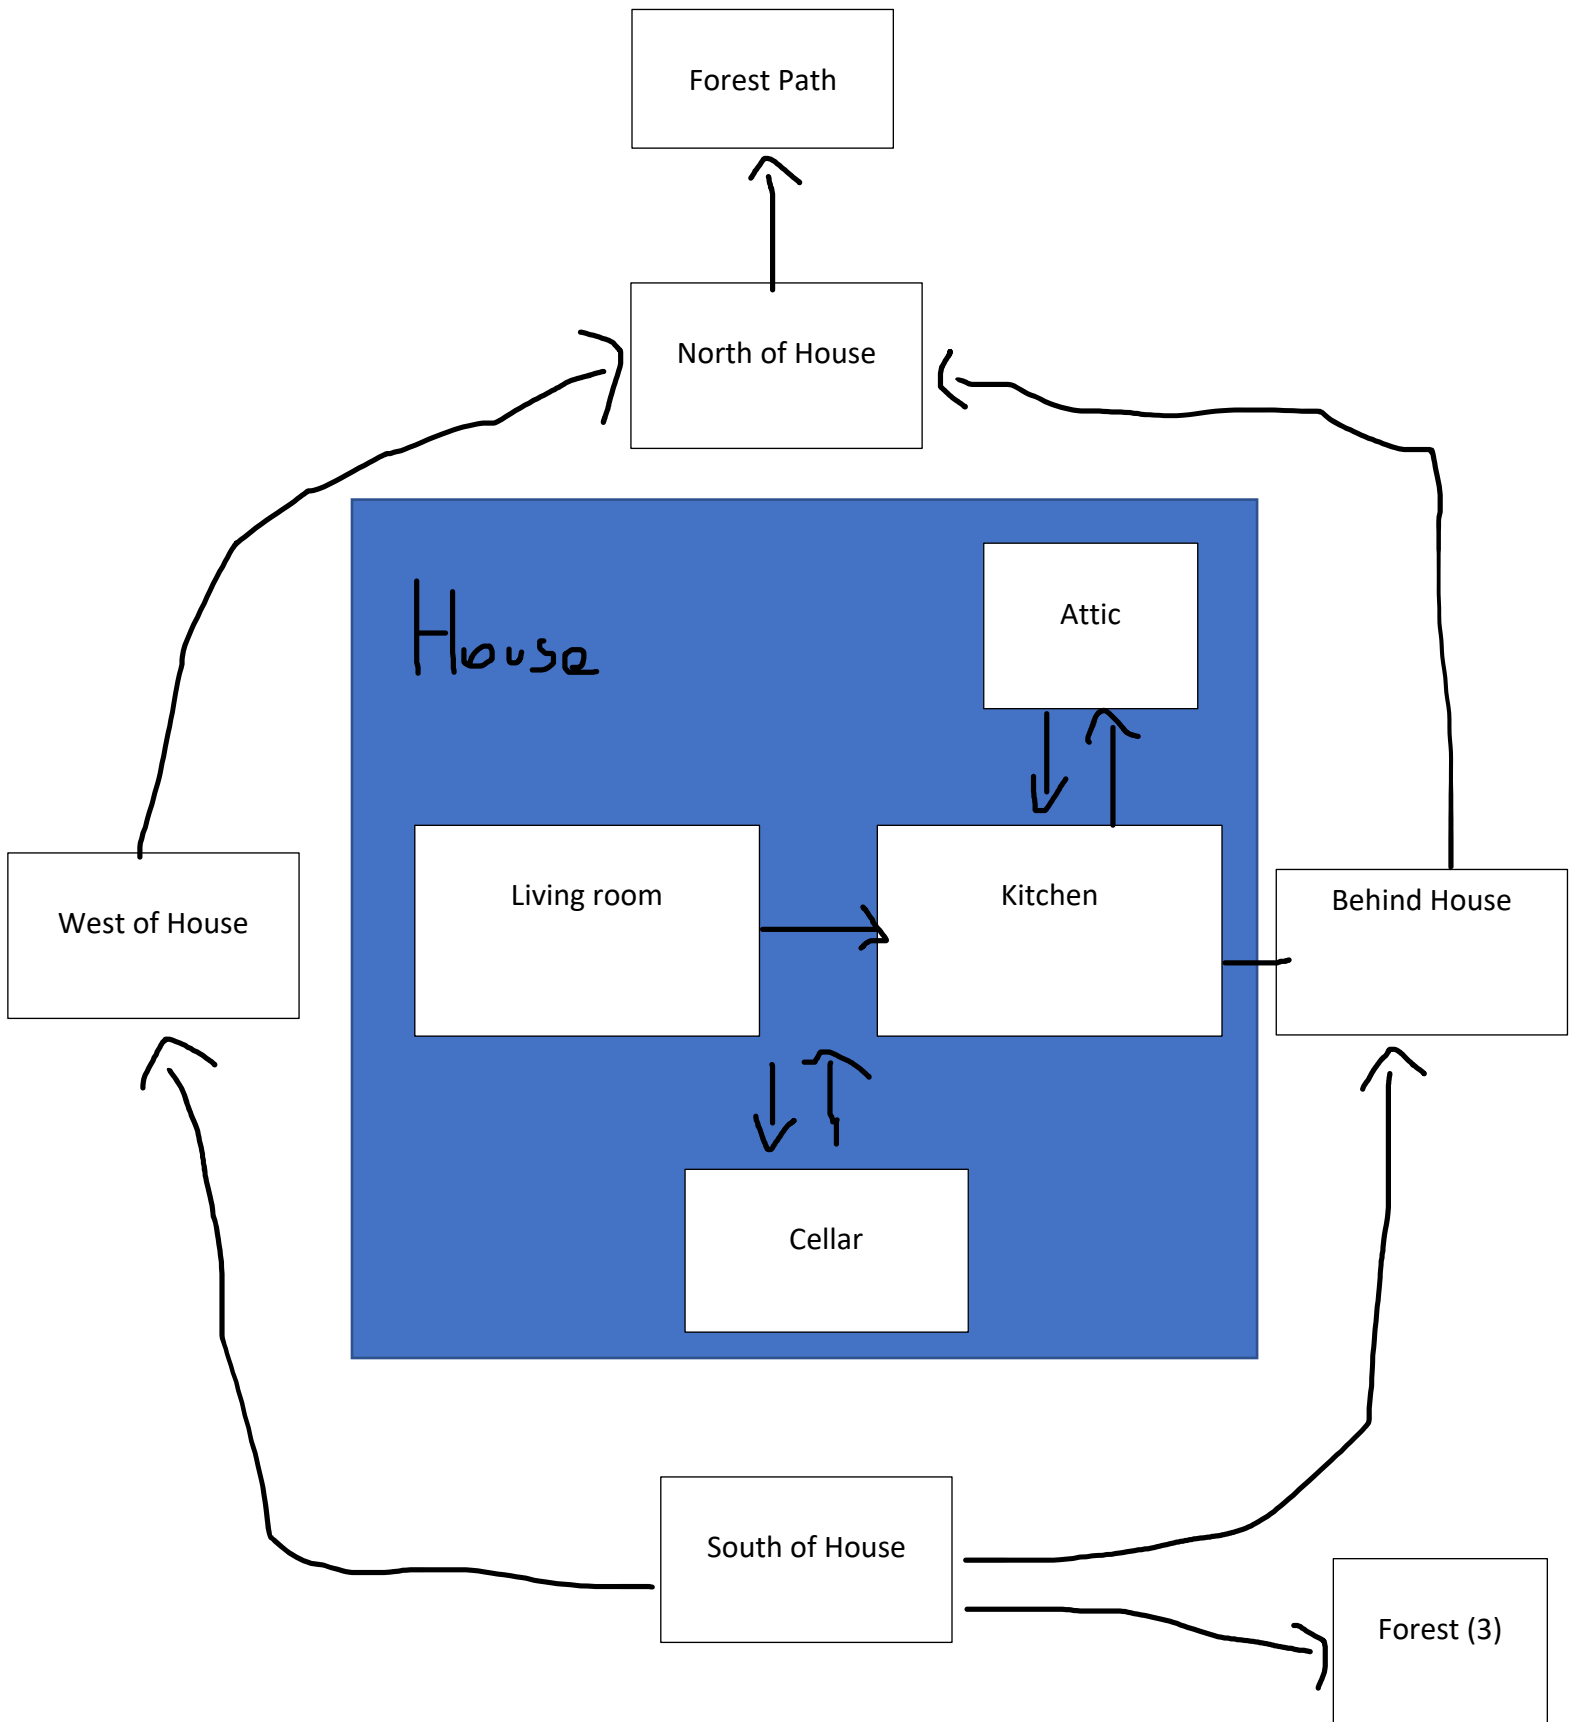 Forest Path
North of House
House
Attic
Living room
Kitchen
Behind House
West of House
Cellar
South of House
Forest (3)